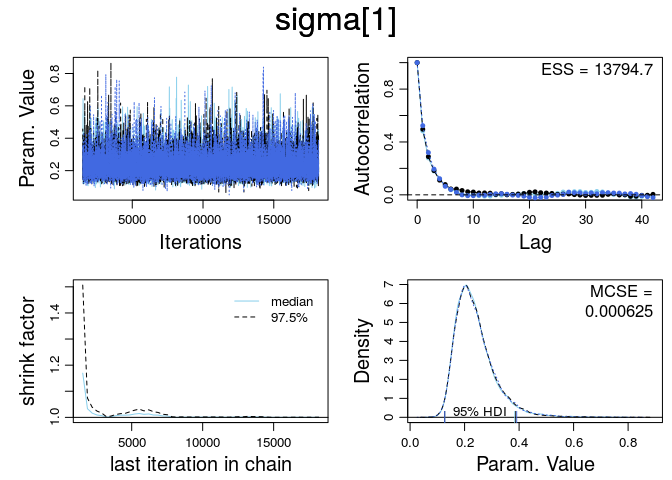 sigma[1]
Param. Value
0.8
0.6
0.4
0.2
5000 10000 15000
Iterations
Autocorrelation
0.8
0.4
0.0
ESS = 13794.7
0 10 20 30 40
Lag
shrink factor
1.4
1.2
1.0
median
97.5%
5000 10000 15000
last iteration in chain
Density
7
6
5
4
3
2
1
0
MCSE =
0.000625
95% HDI
0.0 0.2 0.4 0.6 0.8
Param. Value